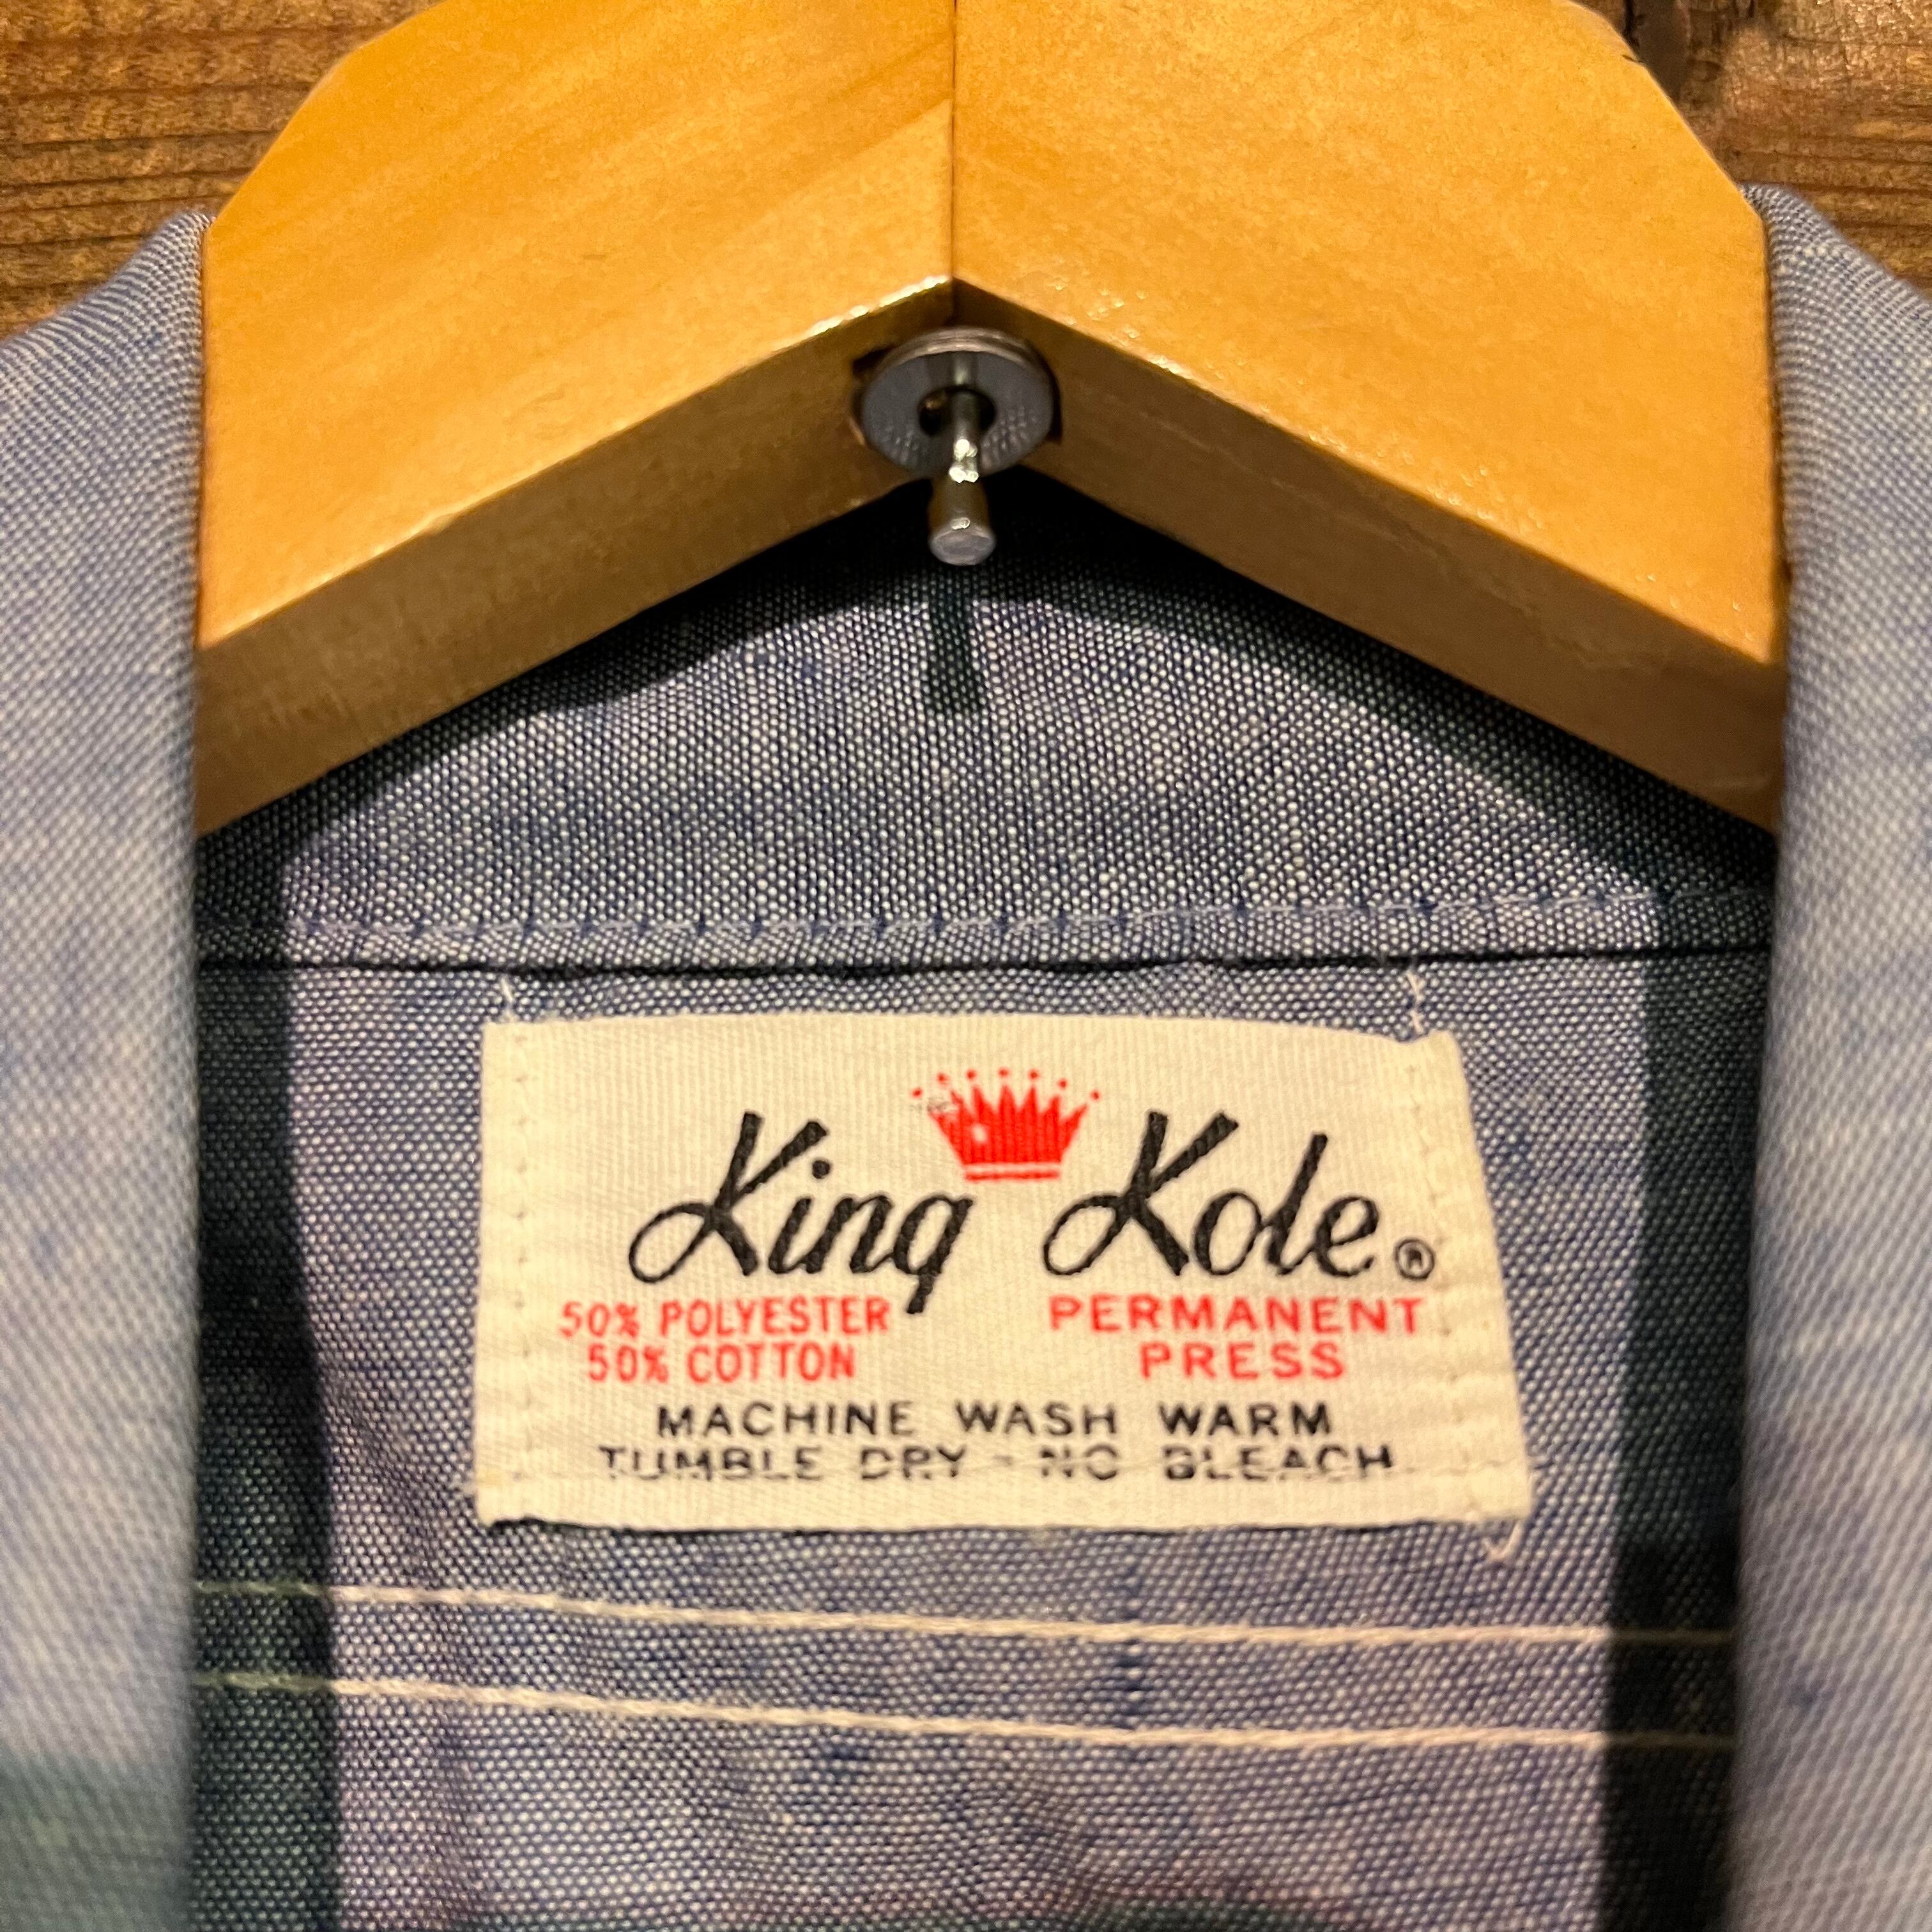 King Kole ®
50% POLYESTER PERMANENT
50% COTTON PRESS
MACHINE WASH WARM
TUMBLE DRY - NO BLEACH